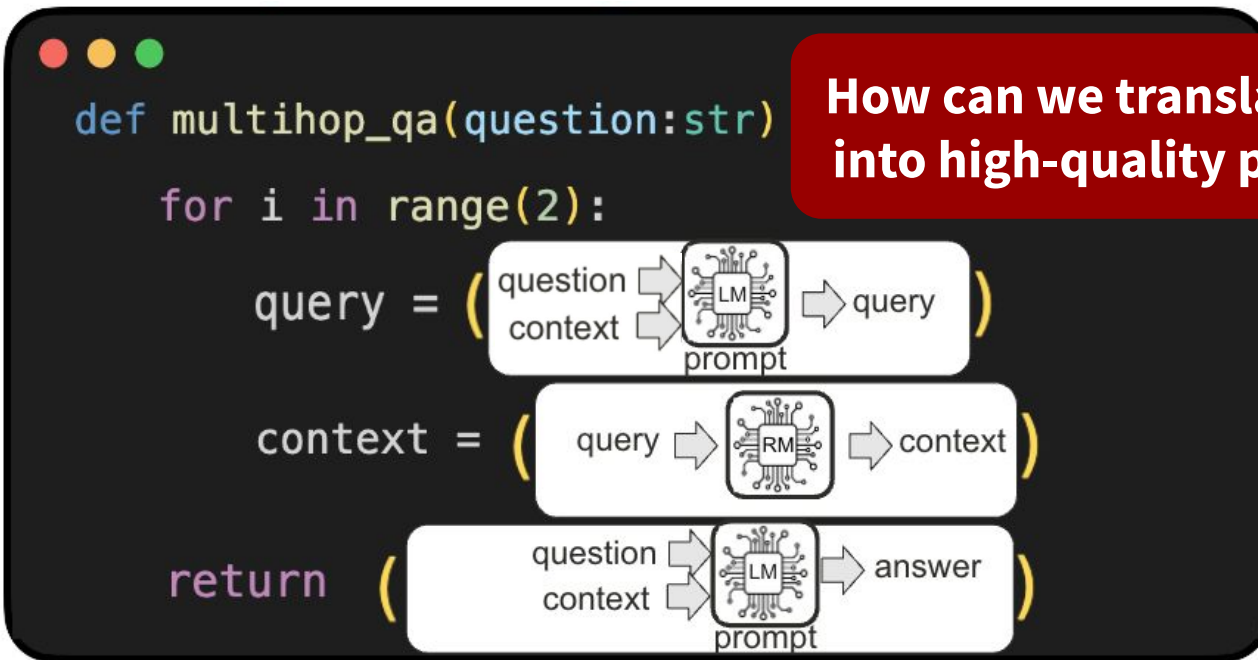 def multihop_qa(question:str)
How can we
into high-quality
for i in range(2):
query = ( question context LM prompt query )
context = ( query RM context )
return ( question context LM prompt answer )